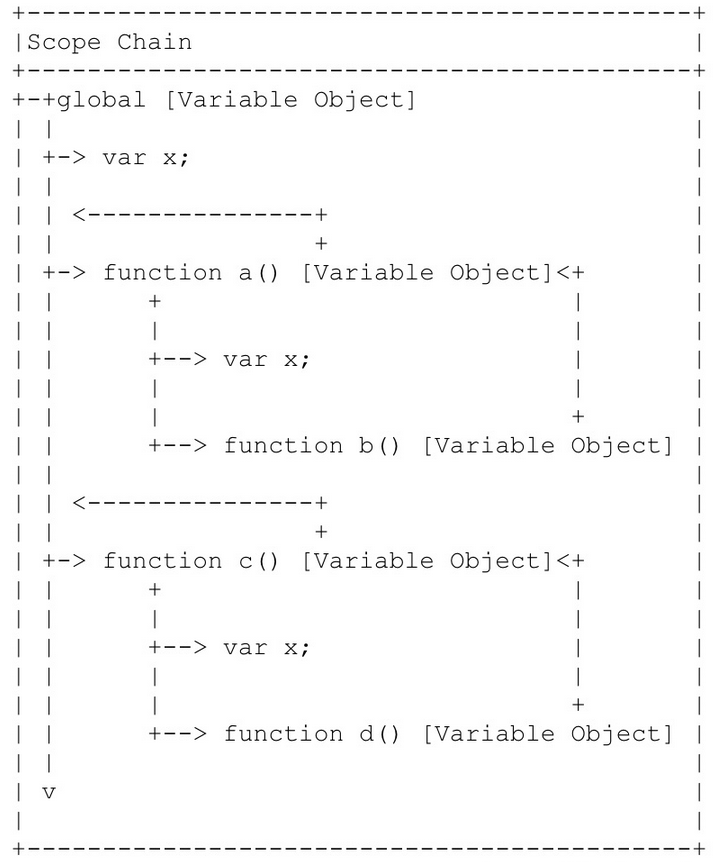 +---------------------------------------------+
|Scope Chain                                  |
+---------------------------------------------+
+-+global [Variable Object]                   |
| |                                           |
| +-> var x;                                  |
| |                                           |
| | <---------------+                         |
| |                 +                         |
| +-> function a() [Variable Object]<+        |
| |      +                           |        |
| |      |                           |        |
| |      +--> var x;                 |        |
| |      |                           |        |
| |      |                           +        |
| |      +--> function b() [Variable Object]  |
| |                                           |
| | <---------------+                         |
| |                 +                         |
| +-> function c() [Variable Object]<+        |
| |      +                           |        |
| |      |                           |        |
| |      +--> var x;                 |        |
| |      |                           |        |
| |      |                           +        |
| |      +--> function d() [Variable Object]  |
| |                                           |
| v                                           |
|                                             |
+---------------------------------------------+